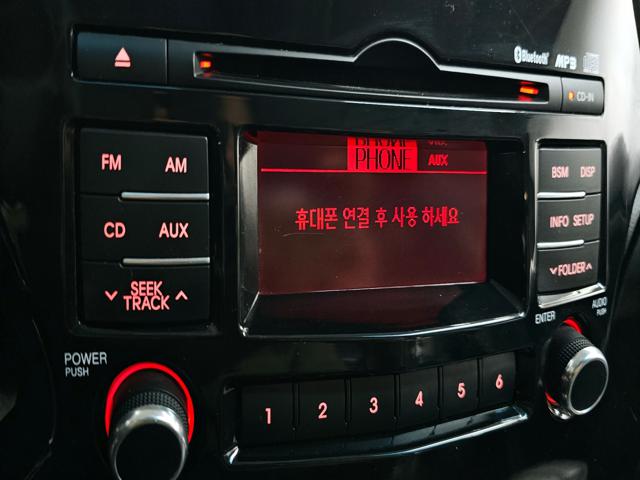 Bluetooth MP3
CD-IN
FM AM
PHONE AUX
BSM DISP
휴대폰 연결 후 사용 하세요
CD AUX
INFO SETUP
SEEK
TRACK
FOLDER
POWER
PUSH
ENTER
AUDIO
PUSH
1 2 3 4 5 6